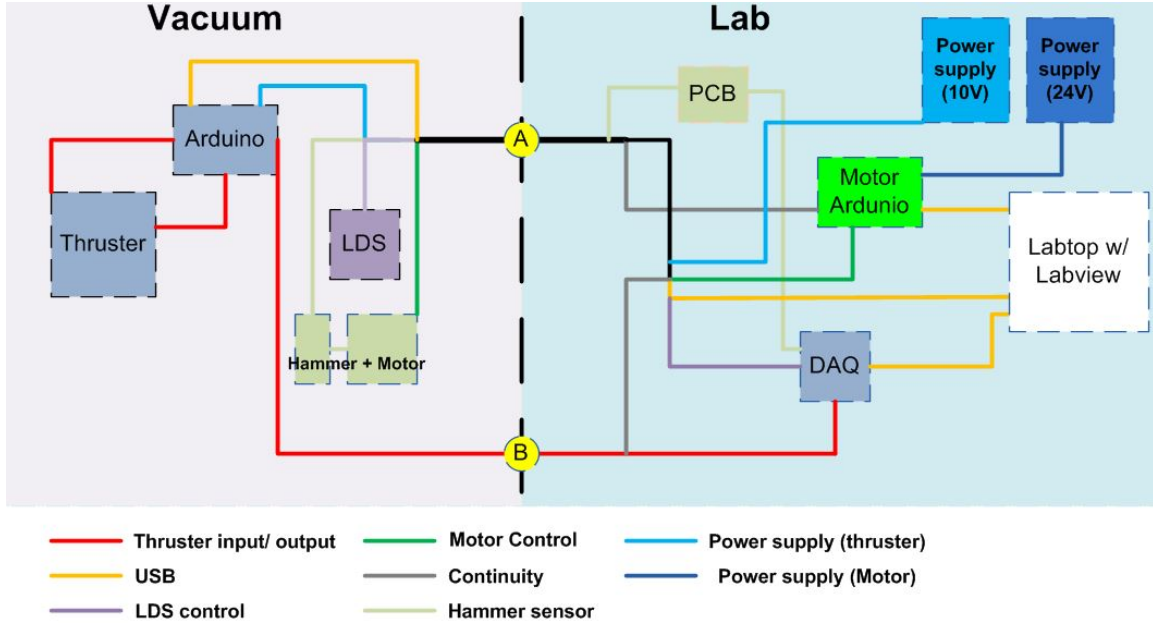 Vacuum
Lab
Power
supply
(10V)
Power
supply
(24V)
PCB
Arduino
A
Motor
Ardunio
Thruster
LDS
Labtop w/
Labview
Hammer + Motor
DAQ
B
Thruster input/ output
Motor Control
Power supply (thruster)
USB
Continuity
Power supply (Motor)
LDS control
Hammer sensor